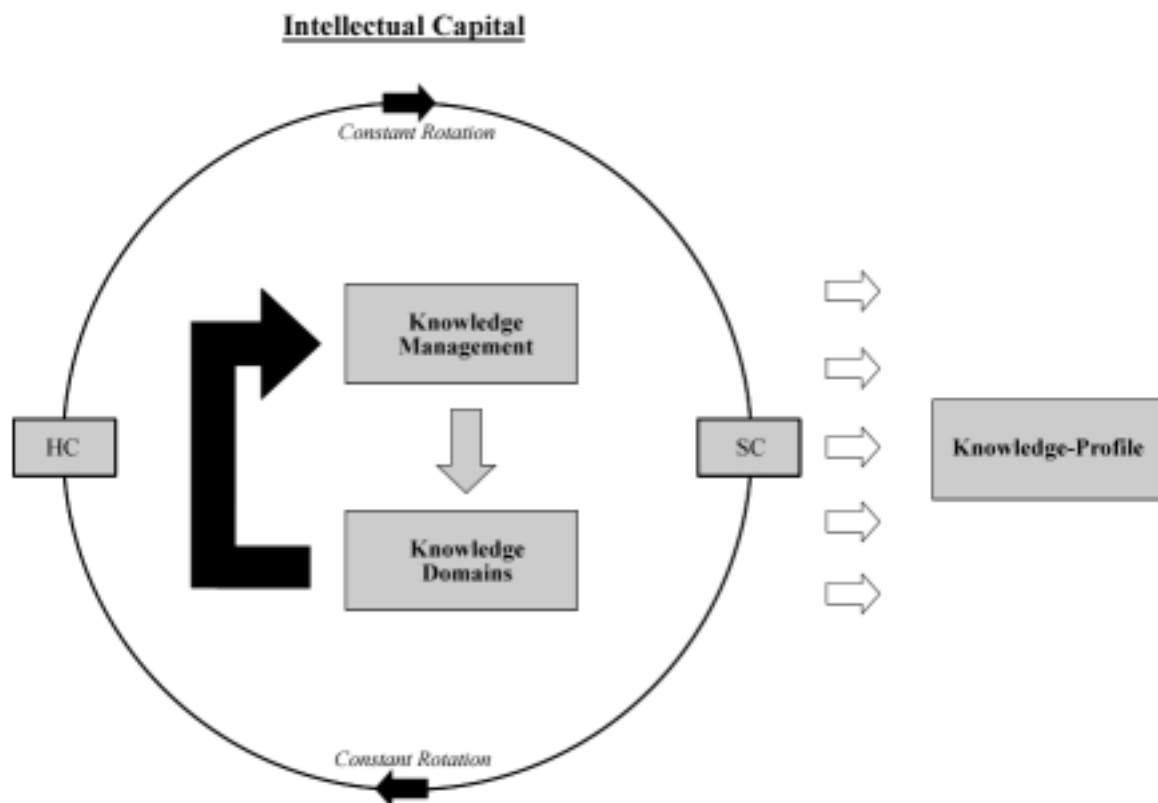 Intellectual Capital
Constant Rotation
Knowledge
Management
HC
SC
Knowledge-Profile
Knowledge
Domains
Constant Rotation